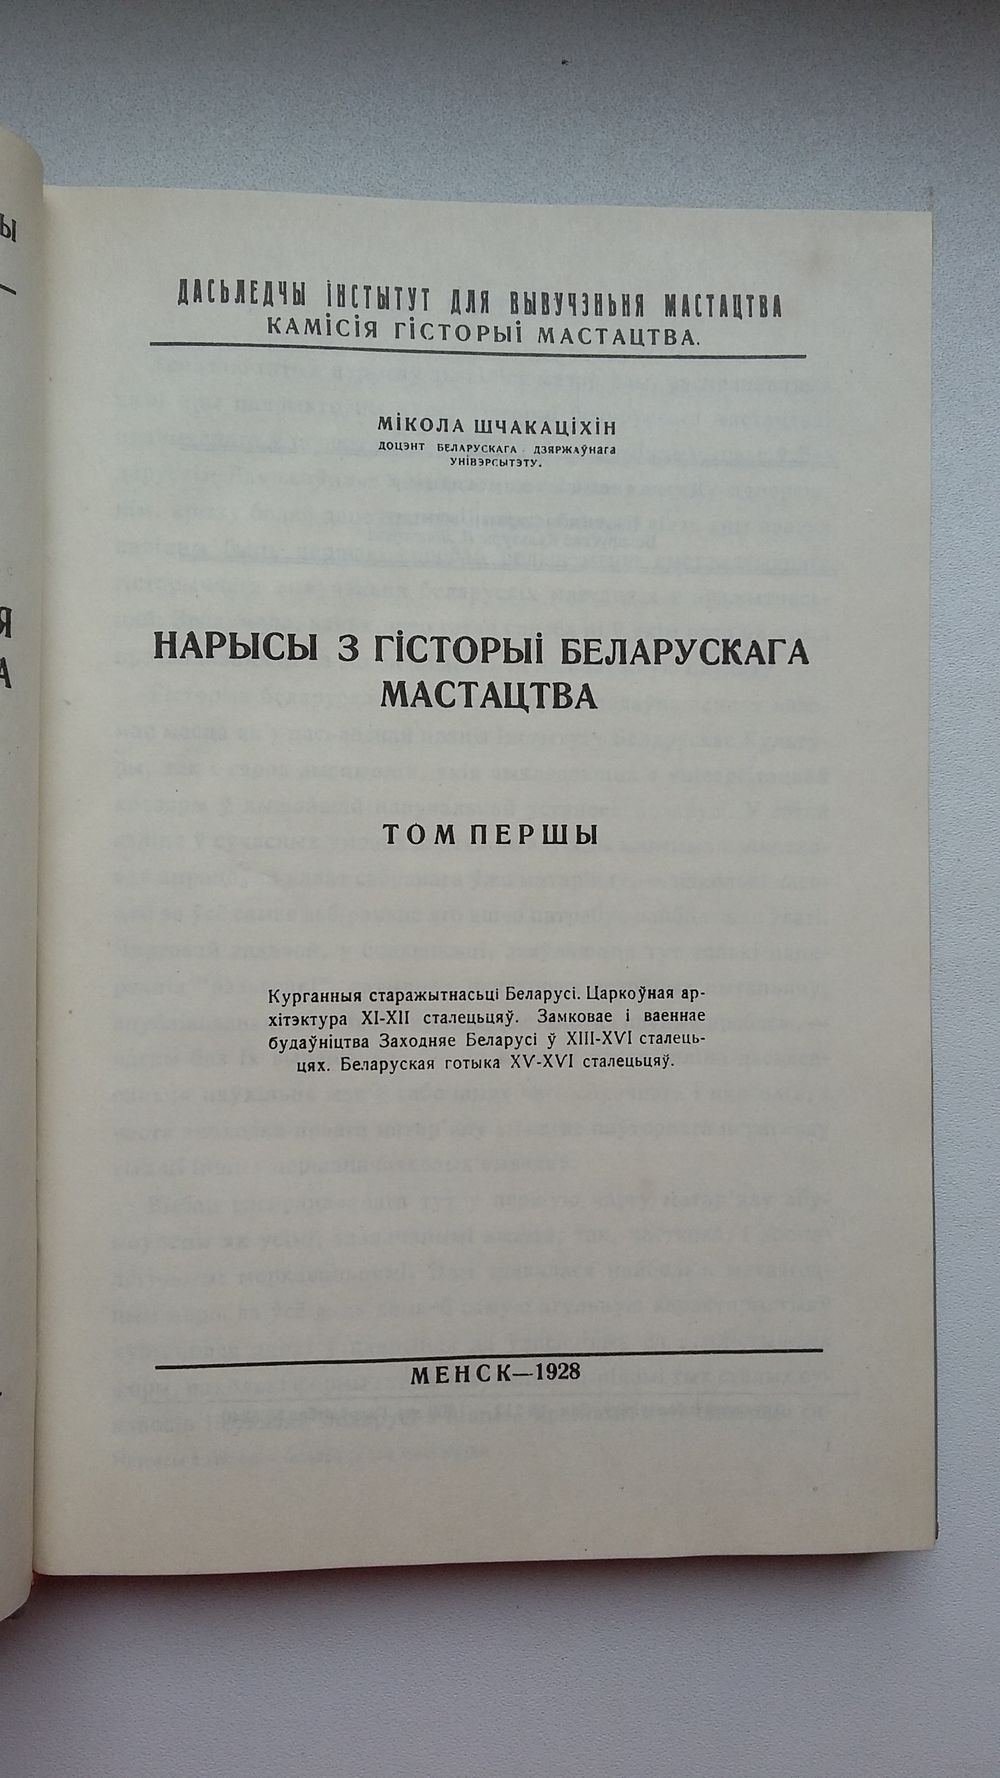 ДАСЬЛЕДЧЫ ІНСТЫТУТ ДЛЯ ВЫВУЧЭНЬНЯ МАСТАЦТВА
КАМІСІЯ ГІСТОРЫІ МАСТАЦТВА.
МІКОЛА ШЧАКАЦІХІН
ДОЦЭНТ БЕЛАРУСКАГА ДЗЯРЖАЎНАГА
УНІВЭРСЫТЭТУ.
НАРЫСЫ З ГІСТОРЫІ БЕЛАРУСКАГА
МАСТАЦТВА
ТОМ ПЕРШЫ
Курганныя старажытнасьці Беларусі. Царкоўная ар-
хітэктура XI-XII сталецьцяў. Замковае і ваеннае
будаўніцтва Заходняе Беларусі ў XIII-XVI сталець-
цях. Беларуская готыка XV-XVI сталецьцяў.
МЕНСК—1928